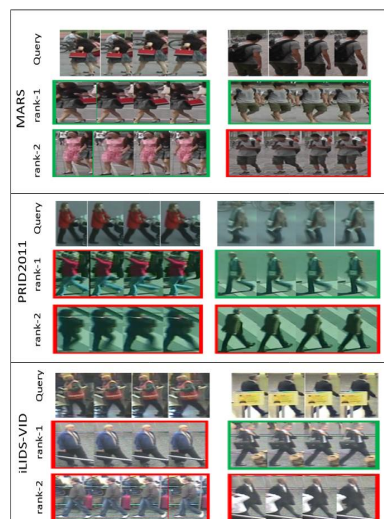 MARS
Query
rank-1
rank-2
PRID2011
Query
rank-1
rank-2
iLIDS-VID
Query
rank-1
rank-2